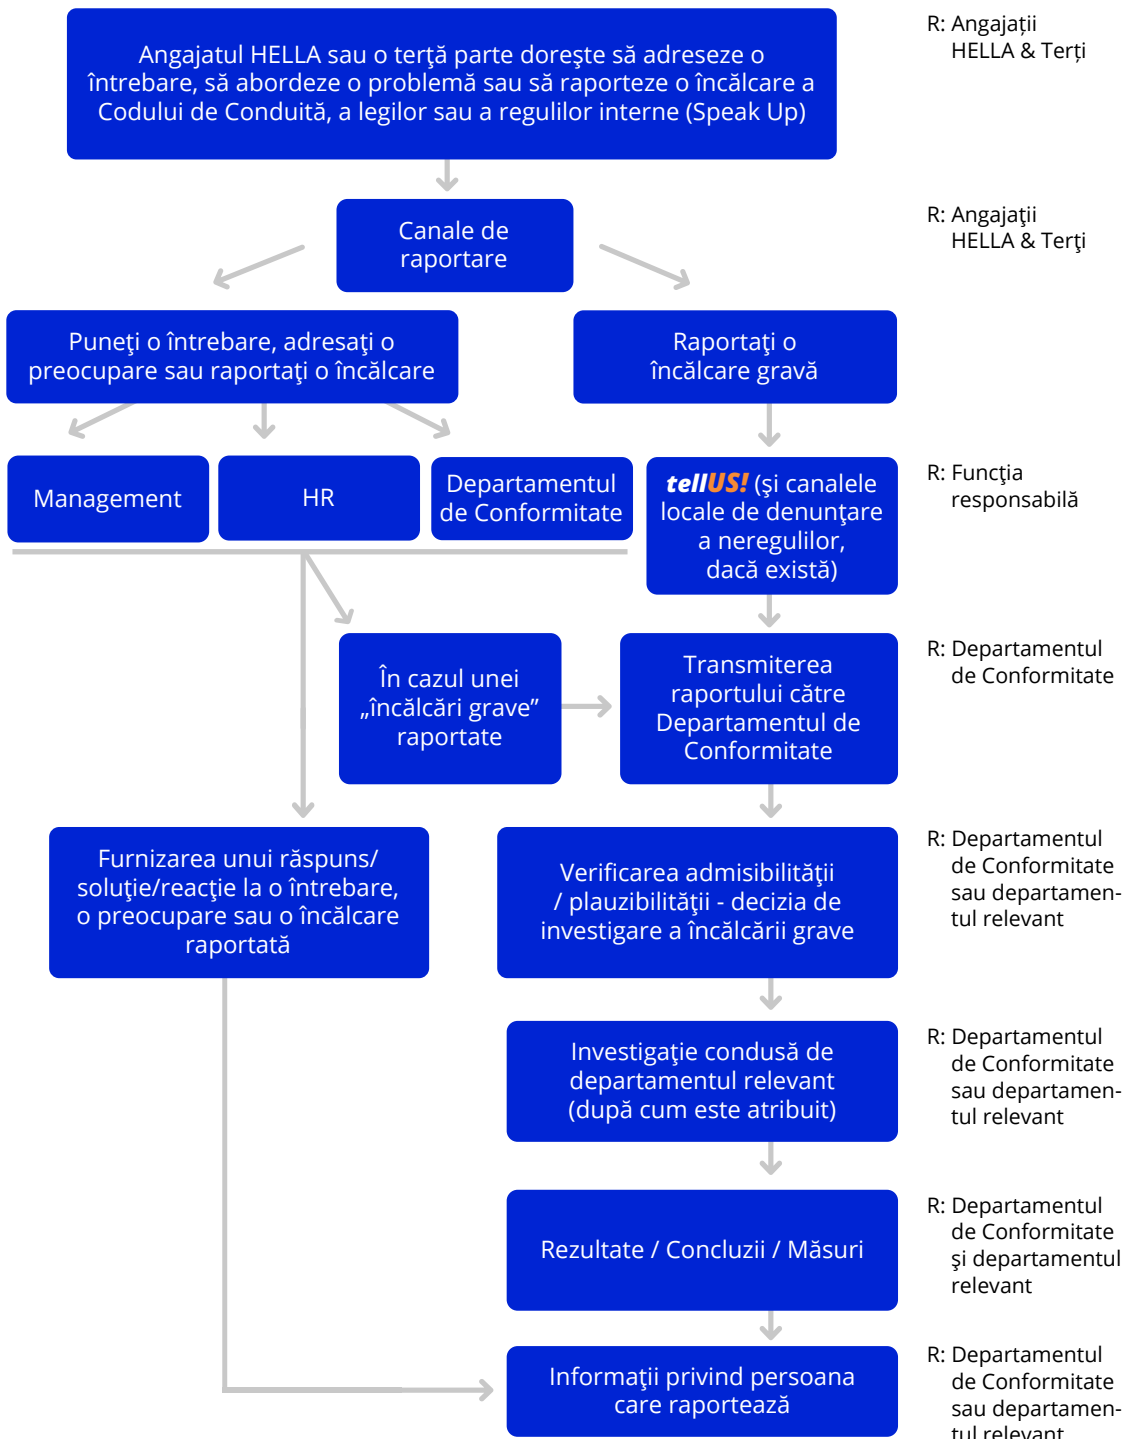 Angajatul HELLA sau o terţă parte doreşte să adreseze o
întrebare, să abordeze o problemă sau să raporteze o încălcare a
Codului de Conduită, a legilor sau a regulilor interne (Speak Up)
R: Angajații
HELLA & Terți
Canale de
raportare
R: Angajaţii
HELLA & Terţi
Puneţi o întrebare, adresaţi o
preocupare sau raportaţi o încălcare
Raportaţi o
încălcare gravă
Management
HR
Departamentul
de Conformitate
tellUS! (şi canalele
locale de denunţare
a neregulilor,
dacă există)
R: Funcţia
responsabilă
În cazul unei
„încălcări grave”
raportate
Transmiterea
raportului către
Departamentul de
Conformitate
R: Departamentul
de Conformitate
Furnizarea unui răspuns/
soluţie/reacţie la o întrebare,
o preocupare sau o încălcare
raportată
Verificarea admisibilităţii
/ plauzibilităţii - decizia de
investigare a încălcării grave
R: Departamentul
de Conformitate
sau departamen-
tul relevant
Investigaţie condusă de
departamentul relevant
(după cum este atribuit)
R: Departamentul
de Conformitate
sau departamen-
tul relevant
Rezultate / Concluzii / Măsuri
R: Departamentul
de Conformitate
şi departamentul
relevant
Informaţii privind persoana
care raportează
R: Departamentul
de Conformitate
sau departamen-
tul relevant